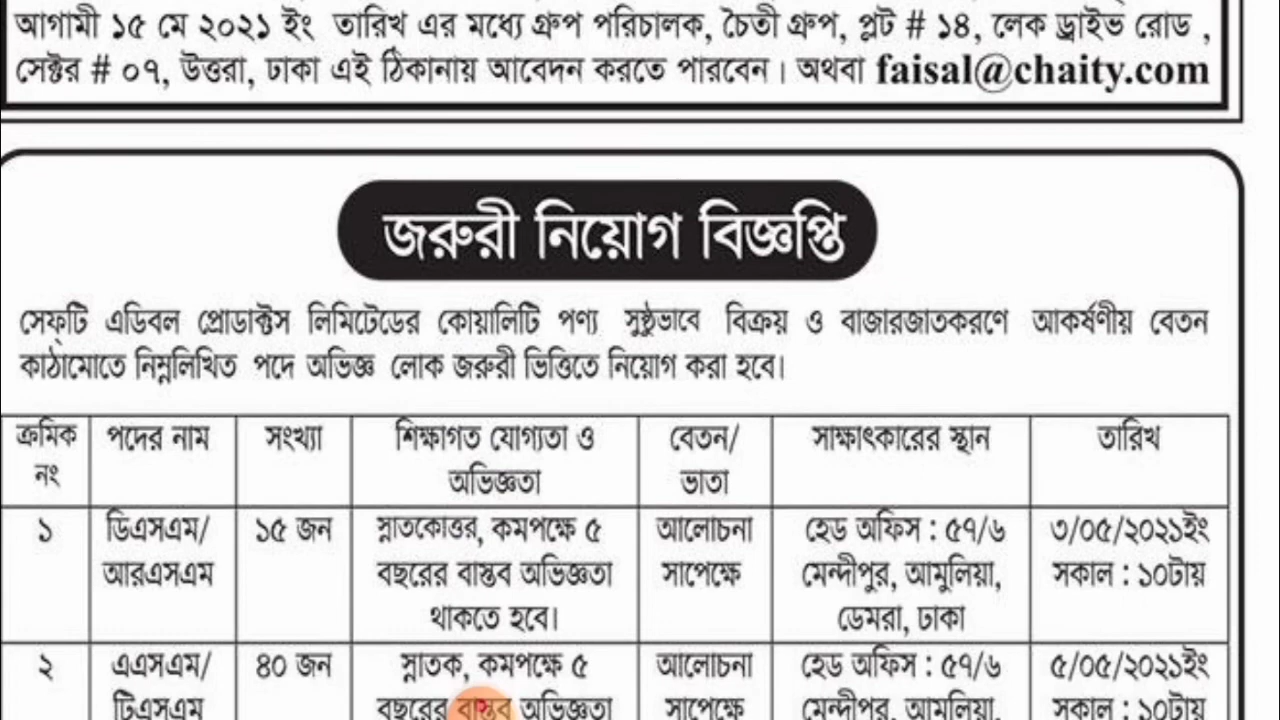 আগামী ১৫ মে ২০২১ ইং তারিখ এর মধ্যে গ্রুপ পরিচালক, চৈতী গ্রুপ, প্লট # ১৪, লেক ড্রাইভ রোড ,
সেক্টর # ০৭, উত্তরা, ঢাকা এই ঠিকানায় আবেদন করতে পারবেন। অথবা faisal@chaity.com
জরুরী নিয়োগ বিজ্ঞপ্তি
সেফ্টি এডিবল প্রোডাক্টস লিমিটেডের কোয়ালিটি পণ্য সুষ্ঠুভাবে বিক্রয় ও বাজারজাতকরণে আকর্ষণীয় বেতন
কাঠামোতে নিম্নলিখিত পদে অভিজ্ঞ লোক জরুরী ভিত্তিতে নিয়োগ করা হবে।
ক্রমিক পদের নাম সংখ্যা শিক্ষাগত যোগ্যতা ও বেতন/ সাক্ষাৎকারের স্থান তারিখ
নং অভিজ্ঞতা ভাতা
১ ডিএসএম/ ১৫ জন স্নাতকোত্তর, কমপক্ষে ৫ আলোচনা হেড অফিস : ৫৭/৬ ৩/০৫/২০২১ইং
আরএসএম বছরের বাস্তব অভিজ্ঞতা সাপেক্ষে মেন্দীপুর, আমুলিয়া, সকাল : ১০টায়
থাকতে হবে। ডেমরা, ঢাকা
২ এএসএম/ ৪০ জন স্নাতক, কমপক্ষে ৫ আলোচনা হেড অফিস : ৫৭/৬ ৫/০৫/২০২১ইং
টিএসএম বছরের বাস্তব অভিজ্ঞতা সাপেক্ষে মেন্দীপুর, আমুলিয়া, সকাল : ১০টায়